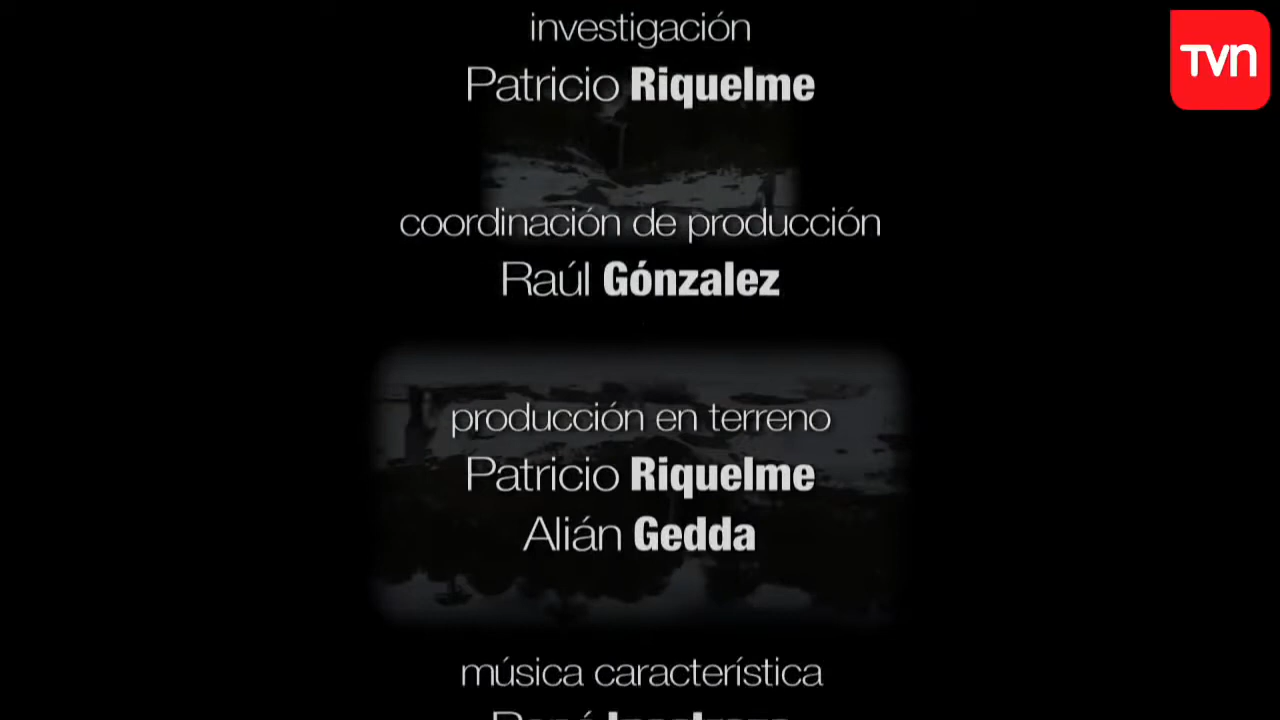 investigación
TVN
Patricio Riquelme
coordinación de producción
Raúl Gónzalez
producción en terreno
Patricio Riquelme
Alián Gedda
música característica